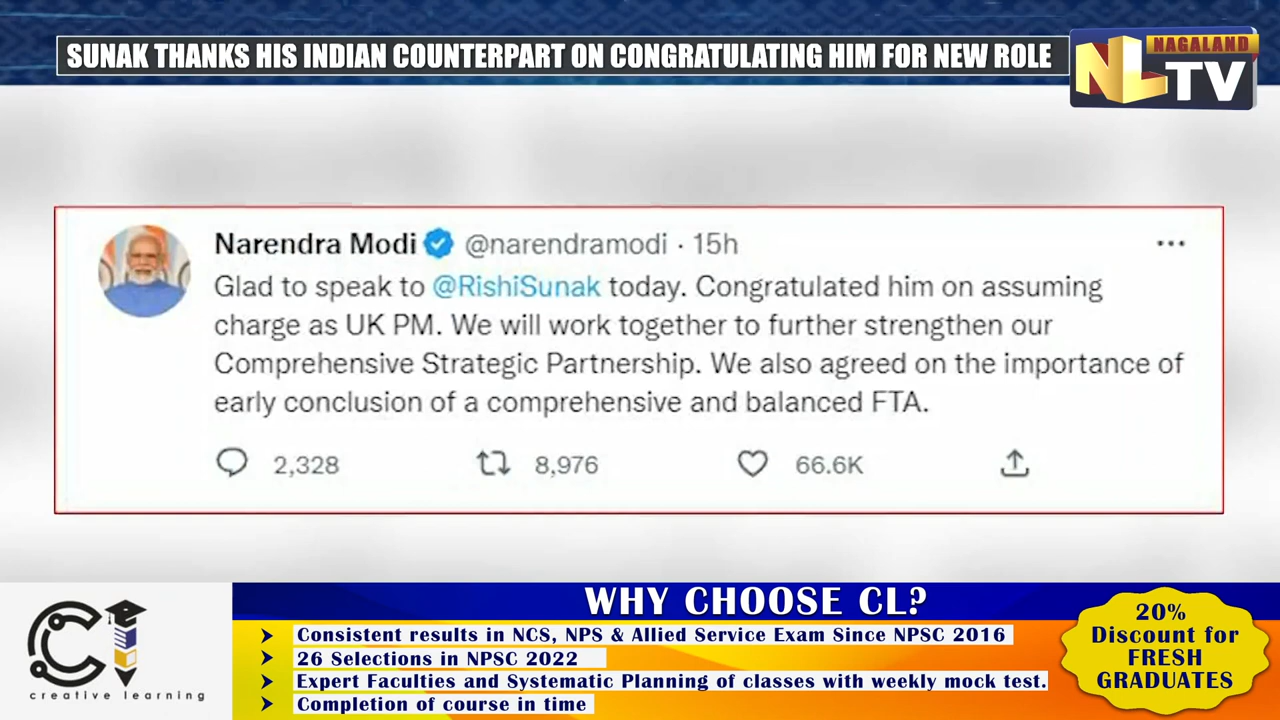 SUNAK THANKS HIS INDIAN COUNTERPART ON CONGRATULATING HIM FOR NEW ROLE
NAGALAND
NLTV
Narendra Modi @narendramodi · 15h
Glad to speak to @RishiSunak today. Congratulated him on assuming
charge as UK PM. We will work together to further strengthen our
Comprehensive Strategic Partnership. We also agreed on the importance of
early conclusion of a comprehensive and balanced FTA.
2,328 8,976 66.6K
WHY CHOOSE CL?
Consistent results in NCS, NPS & Allied Service Exam Since NPSC 2016
26 Selections in NPSC 2022
Expert Faculties and Systematic Planning of classes with weekly mock test.
Completion of course in time
20%
Discount for
FRESH
GRADUATES
creative learning